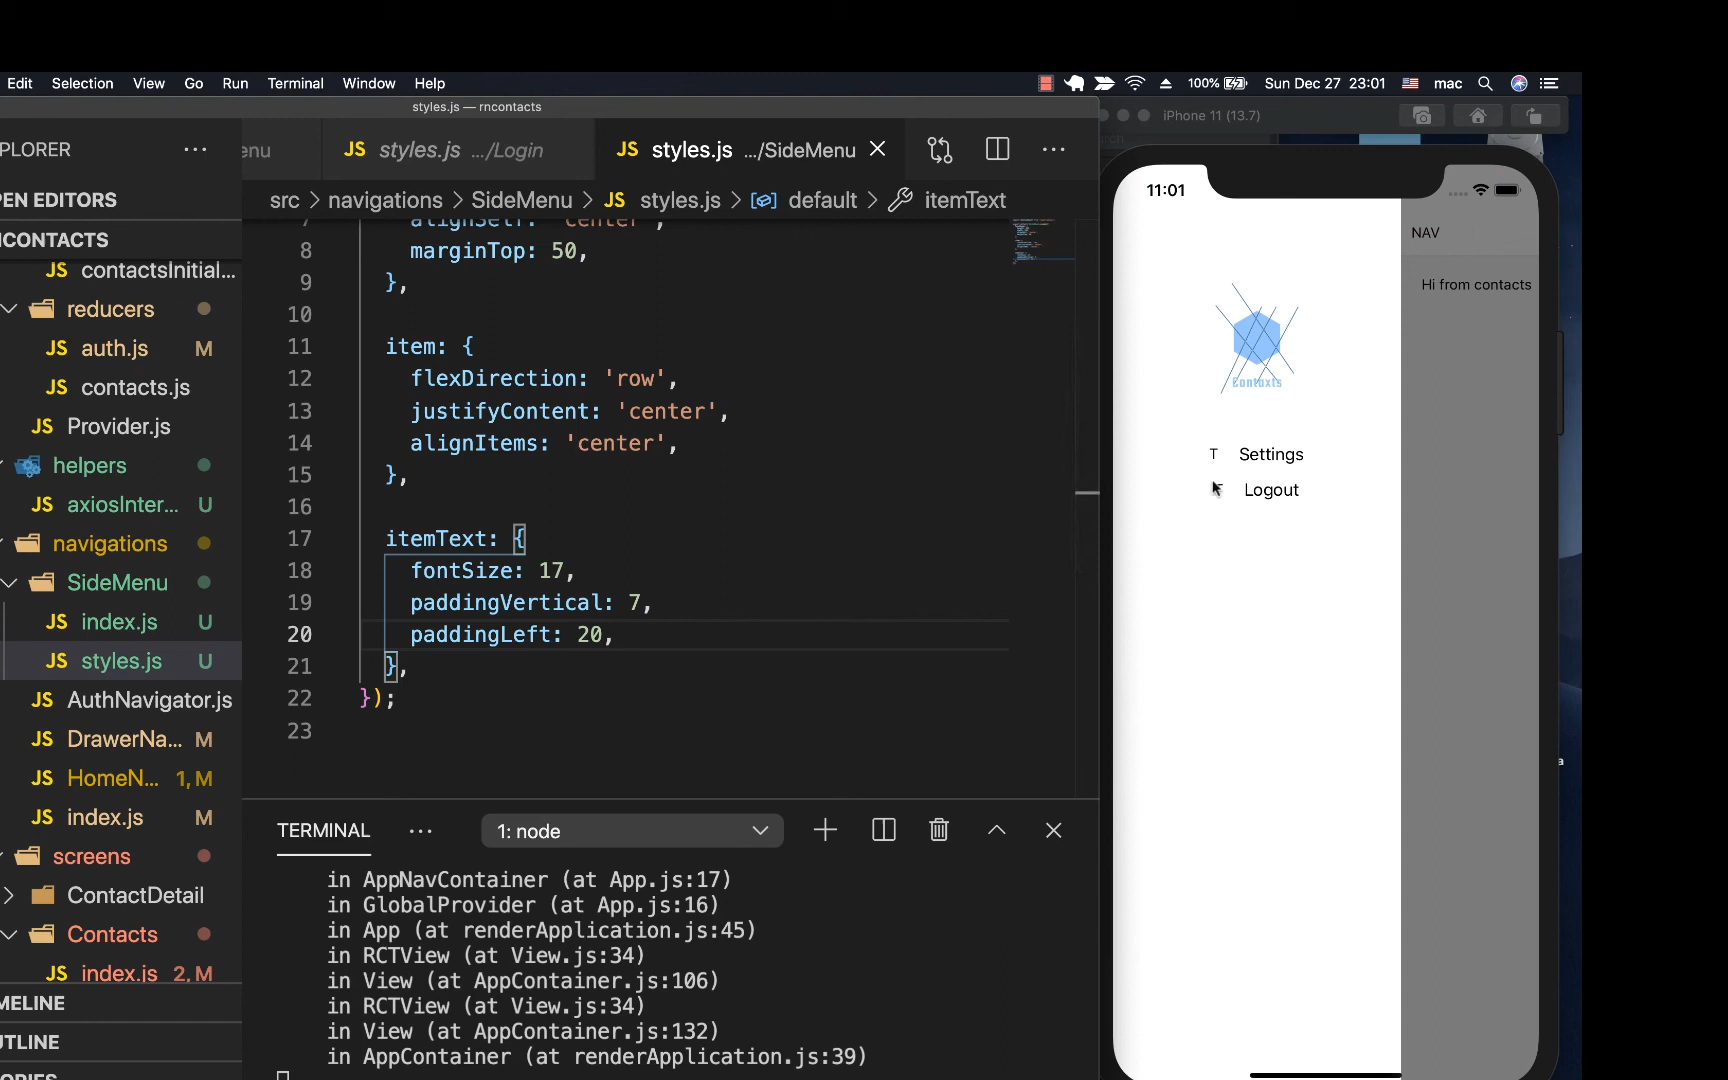 Edit Selection View Go Run Terminal Window Help 100% Sun Dec 27 23:01 mac
styles.js — rncontacts
iPhone 11 (13.7)
PLORER ···
enu
JS styles.js .../Login
JS styles.js .../SideMenu
src > navigations > SideMenu > JS styles.js > default > itemText
PEN EDITORS
NCONTACTS
JS contactsInitial...
reducers
JS auth.js M
JS contacts.js
JS Provider.js
helpers
JS axiosInter... U
navigations
SideMenu
JS index.js U
JS styles.js U
JS AuthNavigator.js
JS DrawerNa... M
JS HomeN... 1, M
JS index.js M
screens
ContactDetail
Contacts
JS index.js 2, M
MELINE
UTLINE
7 alignSelf: 'center',
8 marginTop: 50,
9 },
10
11 item: {
12 flexDirection: 'row',
13 justifyContent: 'center',
14 alignItems: 'center',
15 },
16
17 itemText: {
18 fontSize: 17,
19 paddingVertical: 7,
20 paddingLeft: 20,
21 },
22 });
23
TERMINAL ··· 1: node
in AppNavContainer (at App.js:17)
in GlobalProvider (at App.js:16)
in App (at renderApplication.js:45)
in RCTView (at View.js:34)
in View (at AppContainer.js:106)
in RCTView (at View.js:34)
in View (at AppContainer.js:132)
in AppContainer (at renderApplication.js:39)
11:01
NAV
Hi from contacts
Contaxts
T Settings
Logout